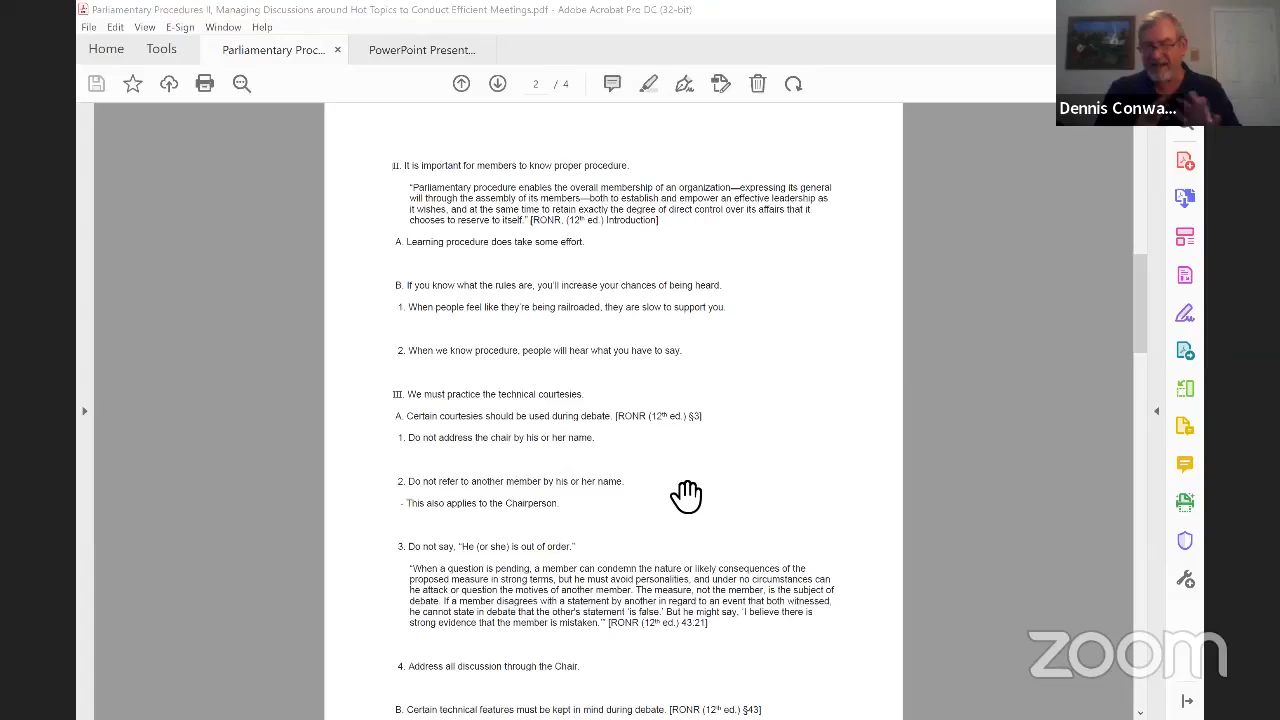 Parliamentary Procedures II, Managing Discussions around Hot Topics to Conduct Efficient Meetings.pdf - Adobe Acrobat Pro DC (32-bit)
File Edit View E-Sign Window Help
Home Tools Parliamentary Proc... × PowerPoint Present...
2 / 4
Dennis Conwa...
II. It is important for members to know proper procedure.
“Parliamentary procedure enables the overall membership of an organization—expressing its general
will through the assembly of its members—both to establish and empower an effective leadership as
it wishes, and at the same time to retain exactly the degree of direct control over its affairs that it
chooses to reserve to itself.” [RONR, (12th ed.) Introduction]
A. Learning procedure does take some effort.
B. If you know what the rules are, you’ll increase your chances of being heard.
1. When people feel like they’re being railroaded, they are slow to support you.
2. When we know procedure, people will hear what you have to say.
III. We must practice the technical courtesies.
A. Certain courtesies should be used during debate. [RONR (12th ed.) §3]
1. Do not address the chair by his or her name.
2. Do not refer to another member by his or her name.
- This also applies to the Chairperson.
3. Do not say, “He (or she) is out of order.”
“When a question is pending, a member can condemn the nature or likely consequences of the
proposed measure in strong terms, but he must avoid personalities, and under no circumstances can
he attack or question the motives of another member. The measure, not the member, is the subject of
debate. If a member disagrees with a statement by another in regard to an event that both witnessed,
he cannot state in debate that the other's statement ‘is false.’ But he might say, ‘I believe there is
strong evidence that the member is mistaken.’” [RONR (12th ed.) 43:21]
4. Address all discussion through the Chair.
B. Certain technical features must be kept in mind during debate. [RONR (12th ed.) §43]
zoom